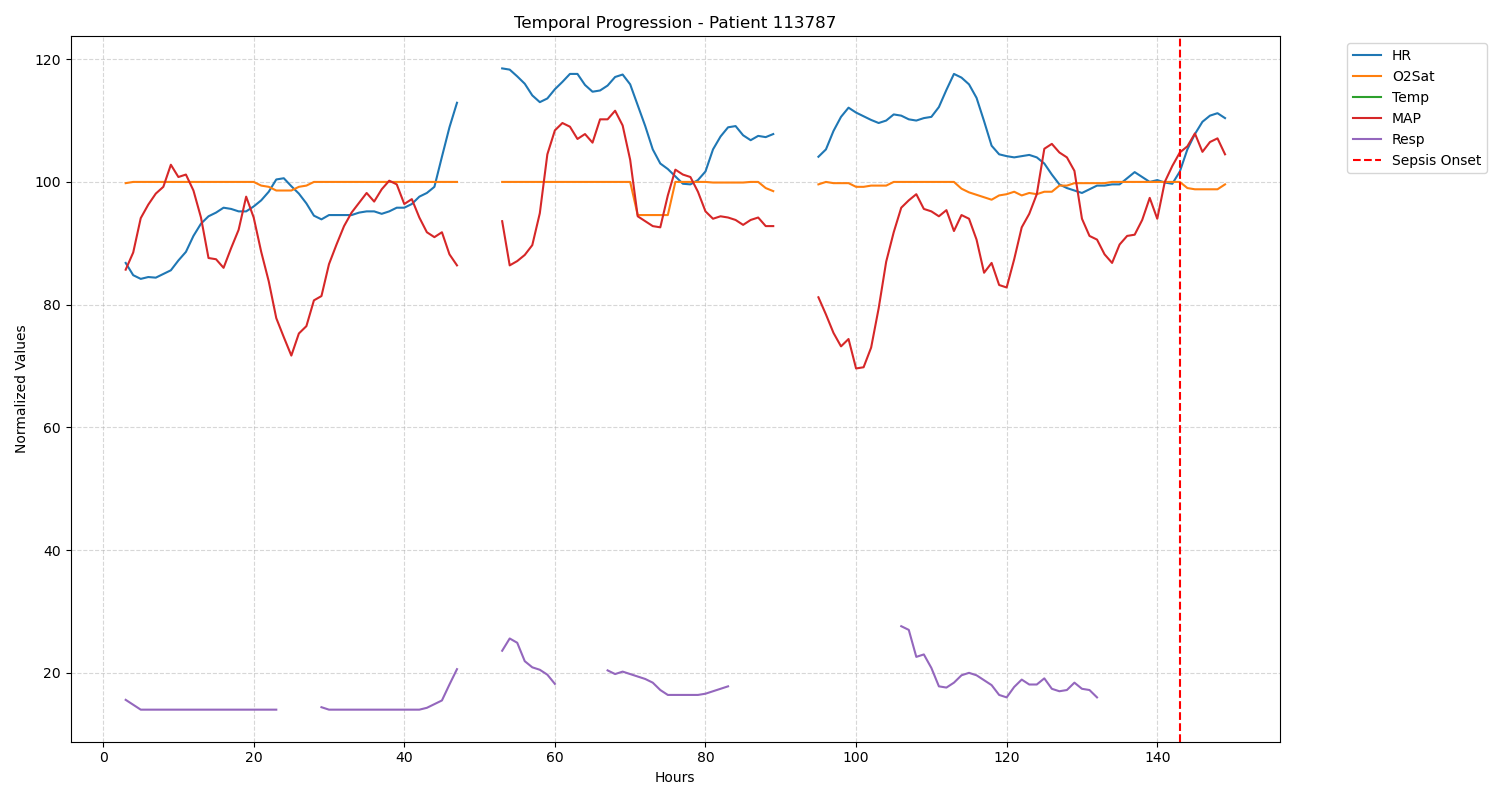 Temporal Progression - Patient 113787
HR
O2Sat
Temp
MAP
Resp
Sepsis Onset
Normalized Values
120
100
80
60
40
20
0 20 40 60 80 100 120 140
Hours